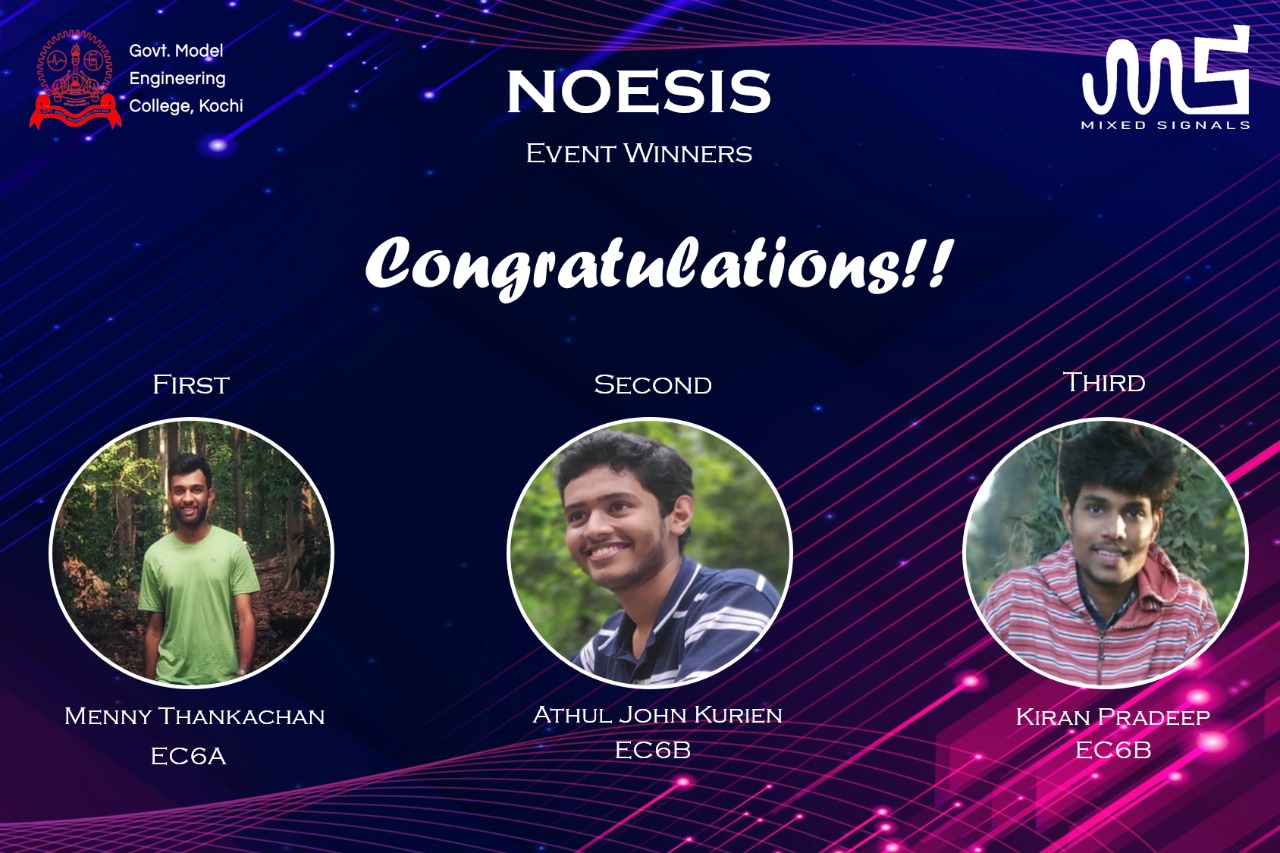 Govt. Model
Engineering
College, Kochi
NOESIS
EVENT WINNERS
MS
MIXED SIGNALS
Congratulations!!
FIRST
SECOND
THIRD
MENNY THANKACHAN
EC6A
ATHUL JOHN KURIEN
EC6B
KIRAN PRADEEP
EC6B